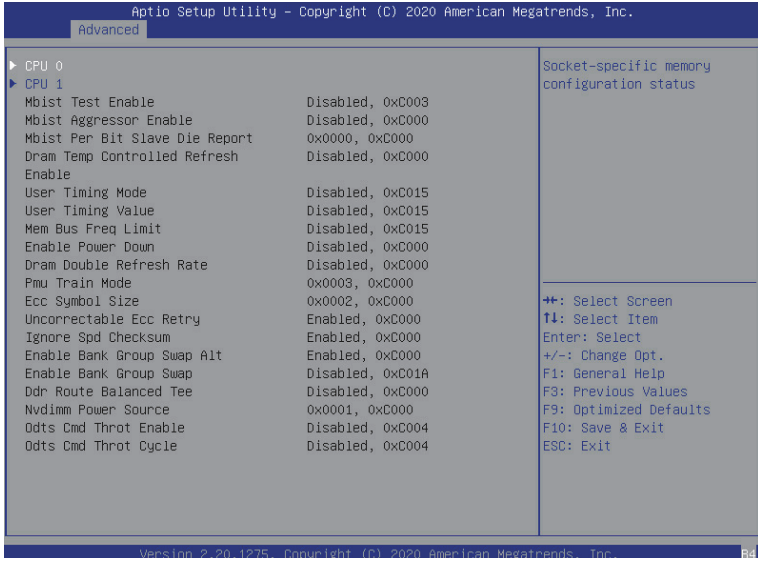 Aptio Setup Utility – Copyright (C) 2020 American Megatrends, Inc.
Advanced
CPU 0
CPU 1
Mbist Test Enable Disabled, 0xC003
Mbist Aggressor Enable Disabled, 0xC000
Mbist Per Bit Slave Die Report 0x0000, 0xC000
Dram Temp Controlled Refresh Disabled, 0xC000
Enable
User Timing Mode Disabled, 0xC015
User Timing Value Disabled, 0xC015
Mem Bus Freq Limit Disabled, 0xC015
Enable Power Down Disabled, 0xC000
Dram Double Refresh Rate Disabled, 0xC000
Pmu Train Mode 0x0003, 0xC000
Ecc Symbol Size 0x0002, 0xC000
Uncorrectable Ecc Retry Enabled, 0xC000
Ignore Spd Checksum Enabled, 0xC000
Enable Bank Group Swap Alt Enabled, 0xC000
Enable Bank Group Swap Disabled, 0xC01A
Ddr Route Balanced Tee Disabled, 0xC000
Nvdimm Power Source 0x0001, 0xC000
Odts Cmd Throt Enable Disabled, 0xC004
Odts Cmd Throt Cycle Disabled, 0xC004
Socket-specific memory
configuration status
→←: Select Screen
↑↓: Select Item
Enter: Select
+/-: Change Opt.
F1: General Help
F3: Previous Values
F9: Optimized Defaults
F10: Save & Exit
ESC: Exit
Version 2.20.1275. Copyright (C) 2020 American Megatrends, Inc.
B4